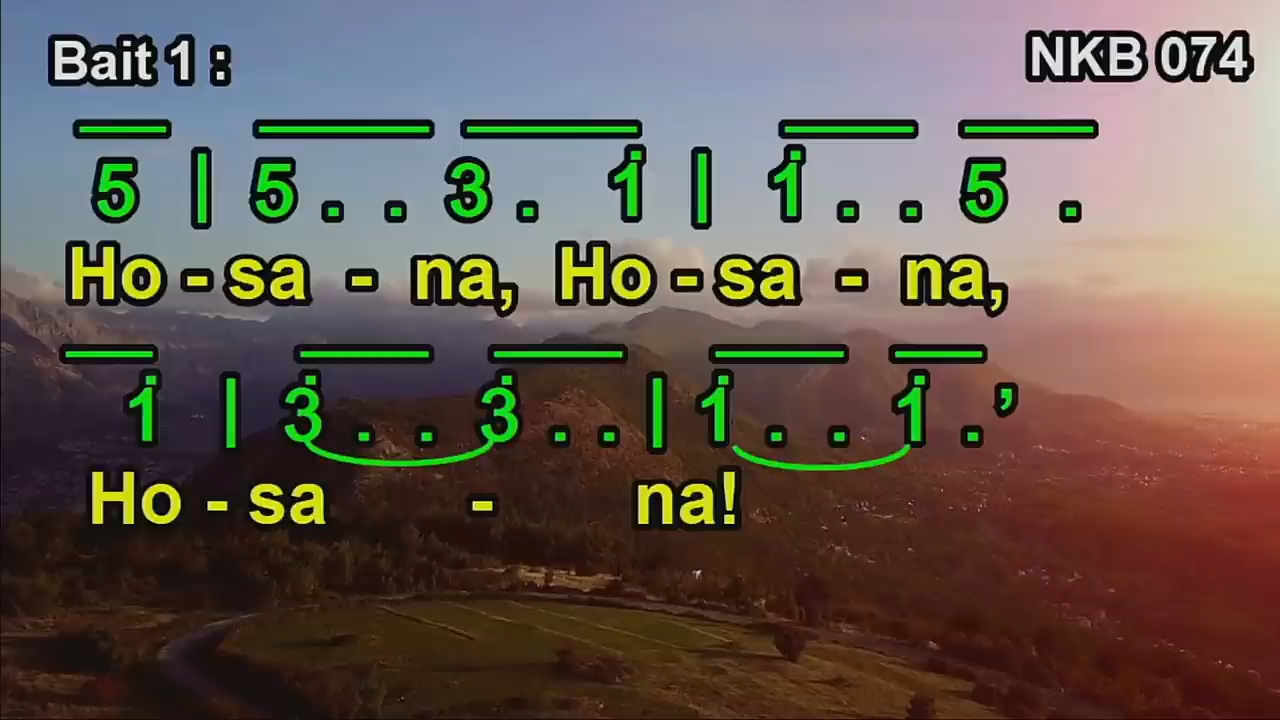 Bait 1 : NKB 074
5 | 5 . . 3 . 1̇ | 1̇ . . 5 .
Ho - sa - na, Ho - sa - na,
1̇ | 3̇ . . 3̇ . . | 1̇ . . 1̇ . ’
Ho - sa - na!